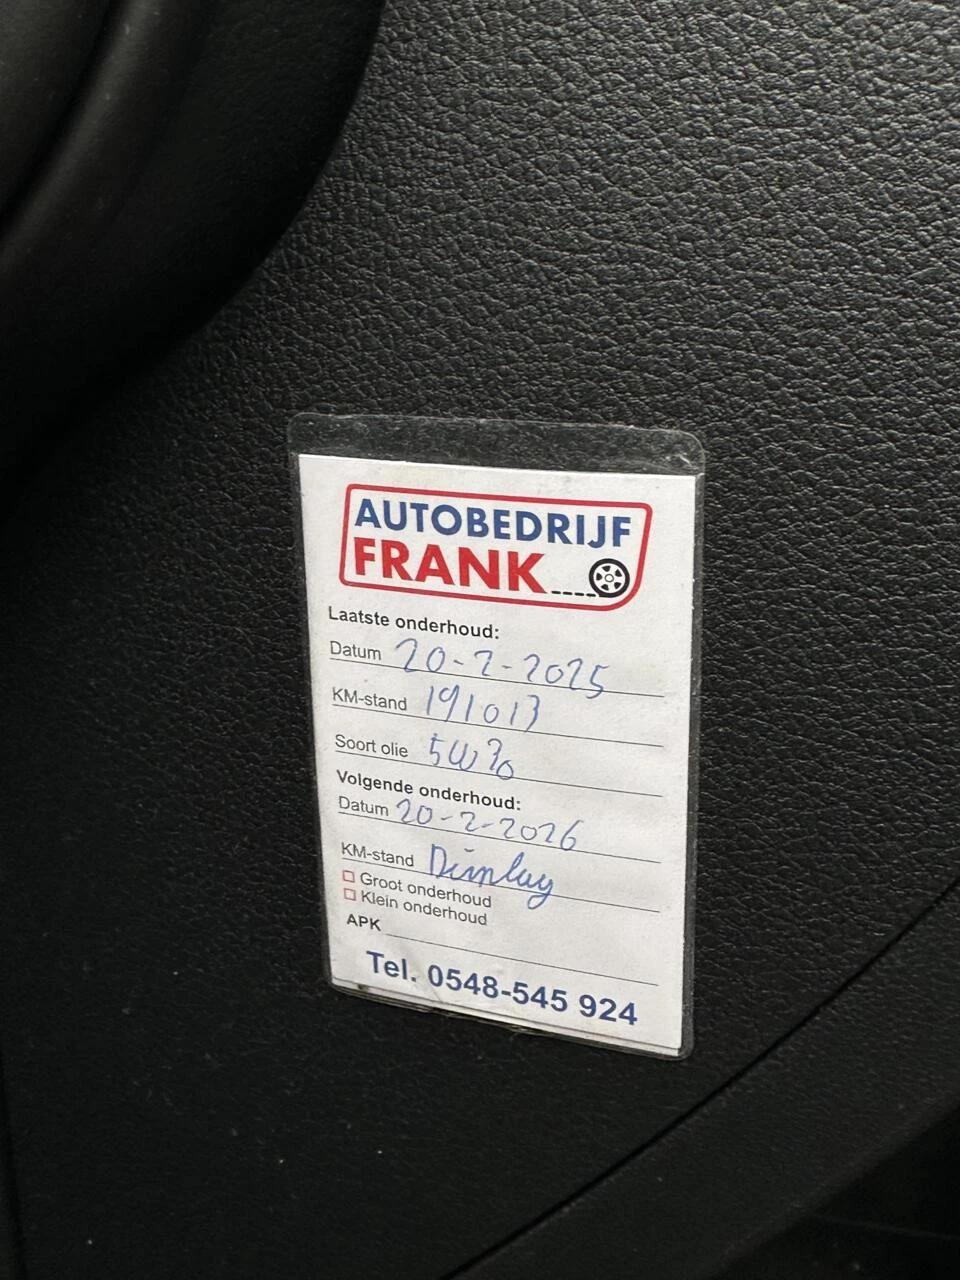 AUTOBEDRIJF
FRANK
Laatste onderhoud:
Datum 20-2-2025
KM-stand 191013
Soort olie 5W30
Volgende onderhoud:
Datum 20-2-2026
KM-stand Display
Groot onderhoud
Klein onderhoud
APK
Tel. 0548-545 924